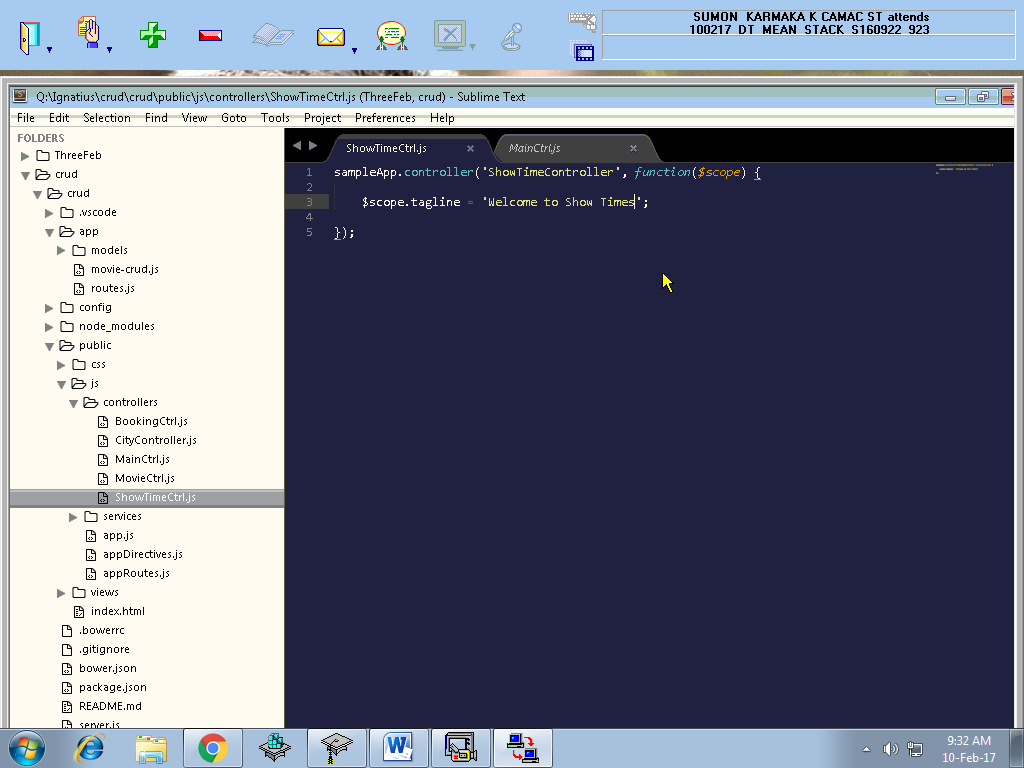 SUMON KARMAKA K CAMAC ST attends
100217 DT MEAN STACK S160922 923
Q:\Ignatius\crud\crud\public\js\controllers\ShowTimeCtrl.js (ThreeFeb, crud) - Sublime Text
File Edit Selection Find View Goto Tools Project Preferences Help
FOLDERS
ThreeFeb
crud
crud
.vscode
app
models
movie-crud.js
routes.js
config
node_modules
public
css
js
controllers
BookingCtrl.js
CityController.js
MainCtrl.js
MovieCtrl.js
ShowTimeCtrl.js
services
app.js
appDirectives.js
appRoutes.js
views
index.html
.bowerrc
.gitignore
bower.json
package.json
README.md
server.js
ShowTimeCtrl.js MainCtrl.js
1 sampleApp.controller('ShowTimeController', function($scope) {
2
3 $scope.tagline = 'Welcome to Show Times';
4
5 });
9:32 AM
10-Feb-17